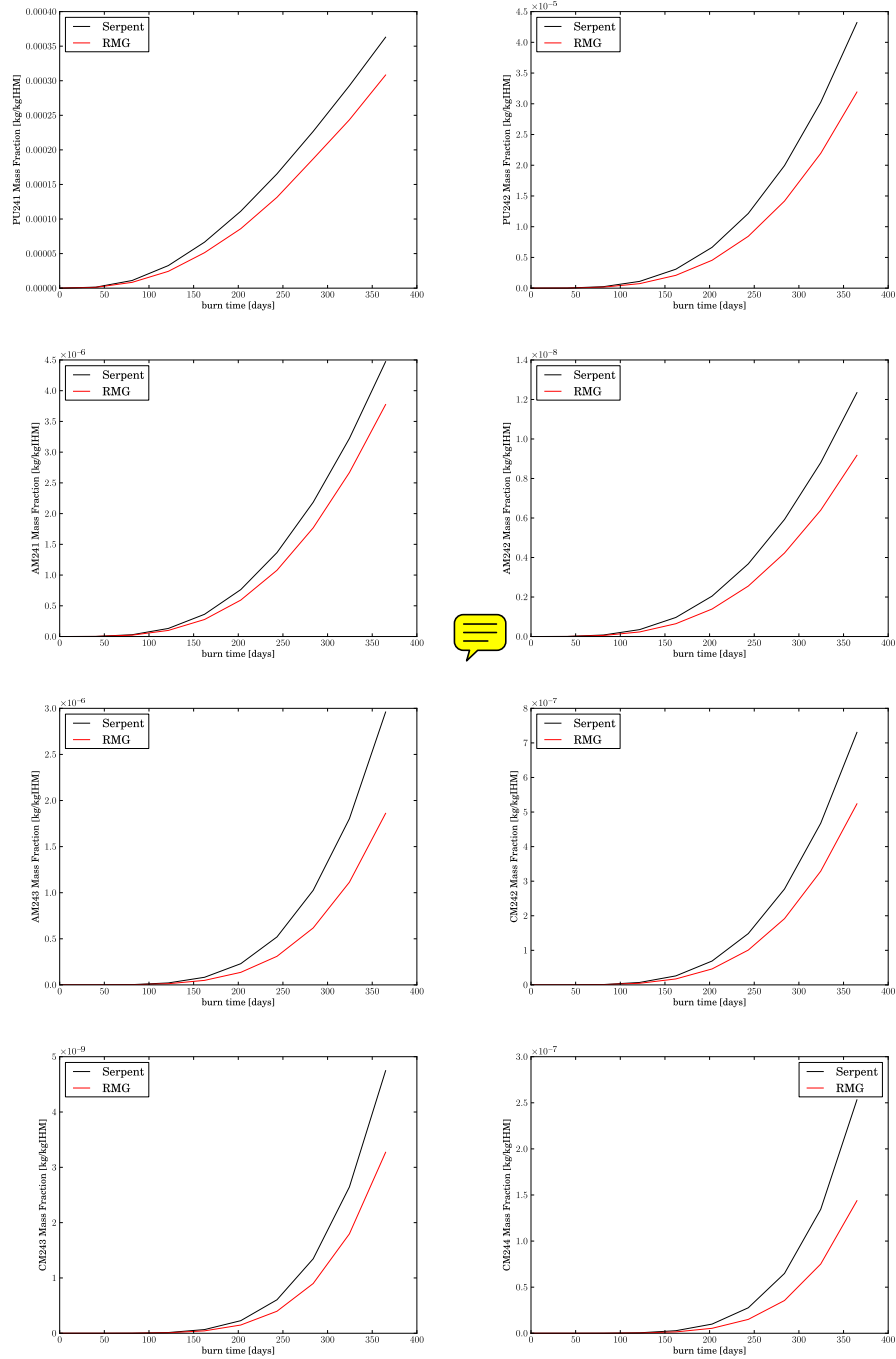 0.00040
0.00035
0.00030
0.00025
0.00020
0.00015
0.00010
0.00005
0.00000
PU241 Mass Fraction [kg/kgIHM]
Serpent
RMG
0 50 100 150 200 250 300 350 400
burn time [days]
×10⁻⁵
4.5
4.0
3.5
3.0
2.5
2.0
1.5
1.0
0.5
0.0
PU242 Mass Fraction [kg/kgIHM]
Serpent
RMG
0 50 100 150 200 250 300 350 400
burn time [days]
×10⁻⁶
4.5
4.0
3.5
3.0
2.5
2.0
1.5
1.0
0.5
0.0
AM241 Mass Fraction [kg/kgIHM]
Serpent
RMG
0 50 100 150 200 250 300 350 400
burn time [days]
×10⁻⁸
1.4
1.2
1.0
0.8
0.6
0.4
0.2
0.0
AM242 Mass Fraction [kg/kgIHM]
Serpent
RMG
0 50 100 150 200 250 300 350 400
burn time [days]
×10⁻⁶
3.0
2.5
2.0
1.5
1.0
0.5
0.0
AM243 Mass Fraction [kg/kgIHM]
Serpent
RMG
0 50 100 150 200 250 300 350 400
burn time [days]
×10⁻⁷
8
7
6
5
4
3
2
1
0
CM242 Mass Fraction [kg/kgIHM]
Serpent
RMG
0 50 100 150 200 250 300 350 400
burn time [days]
×10⁻⁹
5
4
3
2
1
0
CM243 Mass Fraction [kg/kgIHM]
Serpent
RMG
0 50 100 150 200 250 300 350 400
burn time [days]
×10⁻⁷
3.0
2.5
2.0
1.5
1.0
0.5
0.0
CM244 Mass Fraction [kg/kgIHM]
Serpent
RMG
0 50 100 150 200 250 300 350 400
burn time [days]